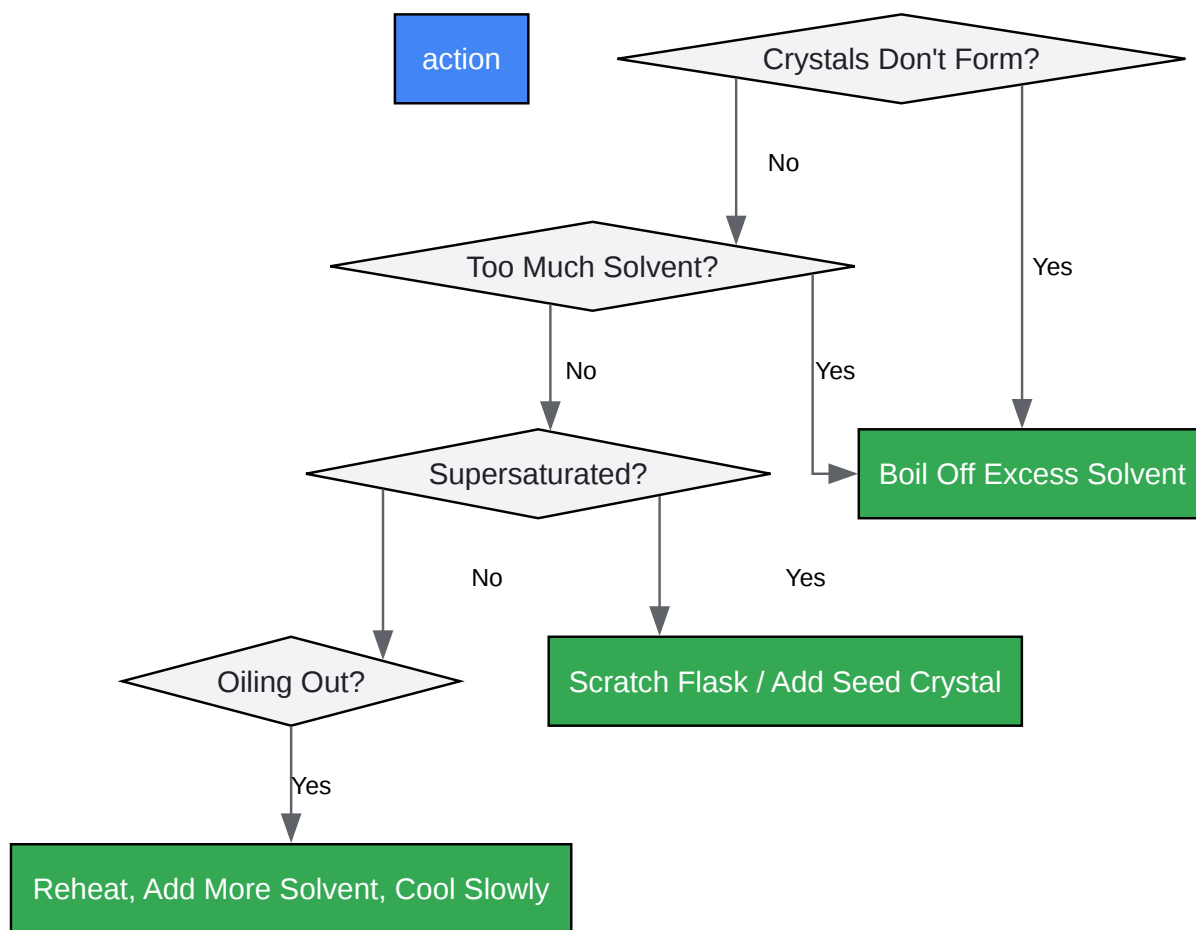 action
Crystals Don't Form?
No
Too Much Solvent?
Yes
No
Yes
Supersaturated?
Boil Off Excess Solvent
No
Yes
Oiling Out?
Scratch Flask / Add Seed Crystal
Yes
Reheat, Add More Solvent, Cool Slowly